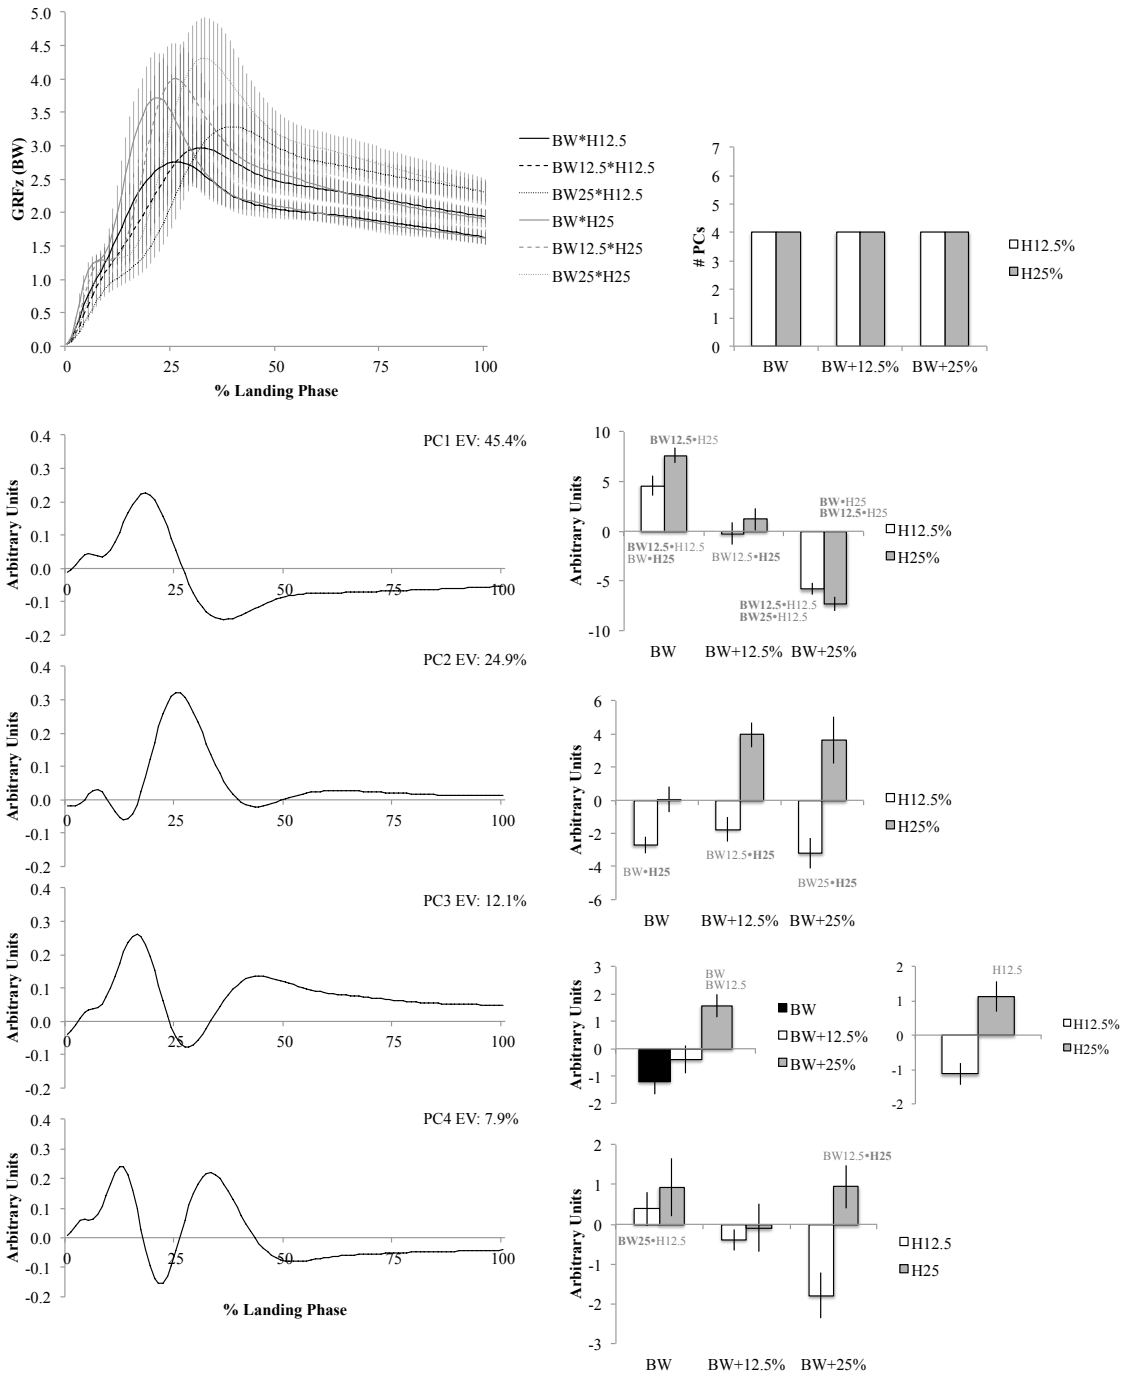 5.0
4.5
4.0
3.5
3.0
2.5
2.0
1.5
1.0
0.5
0.0
GRFz (BW)
0 25 50 75 100
% Landing Phase
BW*H12.5
BW12.5*H12.5
BW25*H12.5
BW*H25
BW12.5*H25
BW25*H25
7
6
5
4
3
2
1
0
# PCs
BW BW+12.5% BW+25%
H12.5%
H25%
PC1 EV: 45.4%
0.4
0.3
0.2
0.1
0.0
-0.1
-0.2
Arbitrary Units
0 25 50 75 100
10
5
0
-5
-10
Arbitrary Units
BW12.5•H25
BW12.5•H12.5
BW•H25
BW12.5•H25
BW•H25
BW12.5•H25
BW12.5•H12.5
BW25•H12.5
BW BW+12.5% BW+25%
H12.5%
H25%
PC2 EV: 24.9%
0.4
0.3
0.2
0.1
0.0
-0.1
-0.2
Arbitrary Units
0 25 50 75 100
6
4
2
0
-2
-4
-6
Arbitrary Units
BW•H25
BW12.5•H25
BW25•H25
BW BW+12.5% BW+25%
H12.5%
H25%
PC3 EV: 12.1%
0.4
0.3
0.2
0.1
0.0
-0.1
-0.2
Arbitrary Units
0 25 50 75 100
3
2
1
0
-1
-2
Arbitrary Units
BW
BW12.5
BW
BW+12.5%
BW+25%
2
1
0
-1
-2
Arbitrary Units
H12.5
H12.5%
H25%
PC4 EV: 7.9%
0.4
0.3
0.2
0.1
0.0
-0.1
-0.2
Arbitrary Units
0 25 50 75 100
% Landing Phase
2
1
0
-1
-2
-3
Arbitrary Units
BW25•H12.5
BW12.5•H25
BW BW+12.5% BW+25%
H12.5
H25